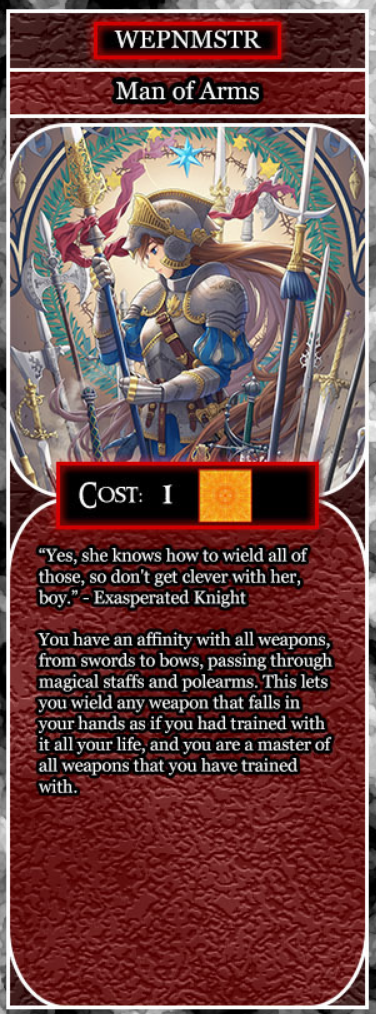 WEPNMSTR
Man of Arms
Cost: 1
“Yes, she knows how to wield all of
those, so don't get clever with her,
boy.” - Exasperated Knight
You have an affinity with all weapons,
from swords to bows, passing through
magical staffs and polearms. This lets
you wield any weapon that falls in
your hands as if you had trained with
it all your life, and you are a master of
all weapons that you have trained
with.